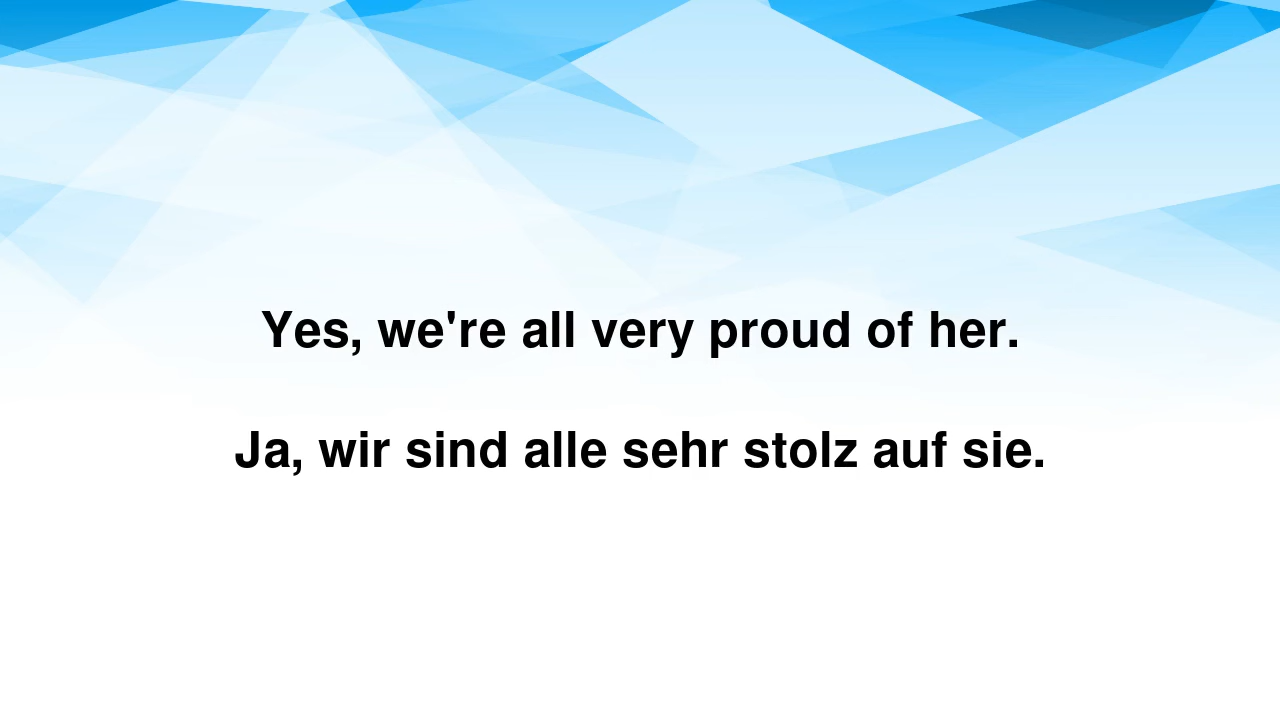 Yes, we're all very proud of her.
Ja, wir sind alle sehr stolz auf sie.